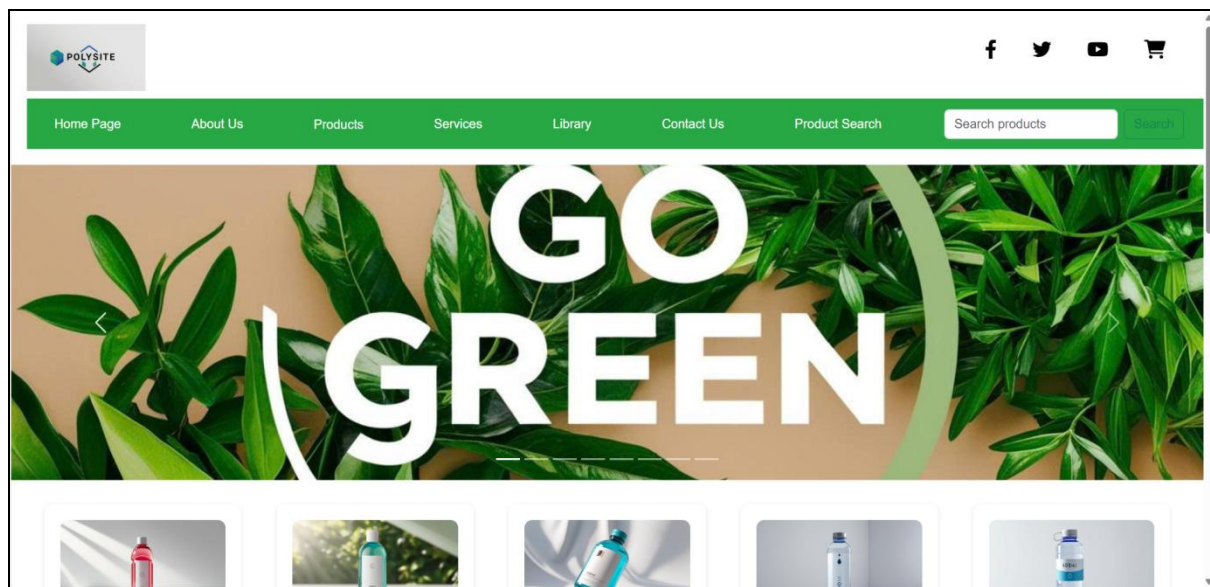 POLYSITE
Home Page About Us Products Services Library Contact Us Product Search Search products Search
GO
GREEN